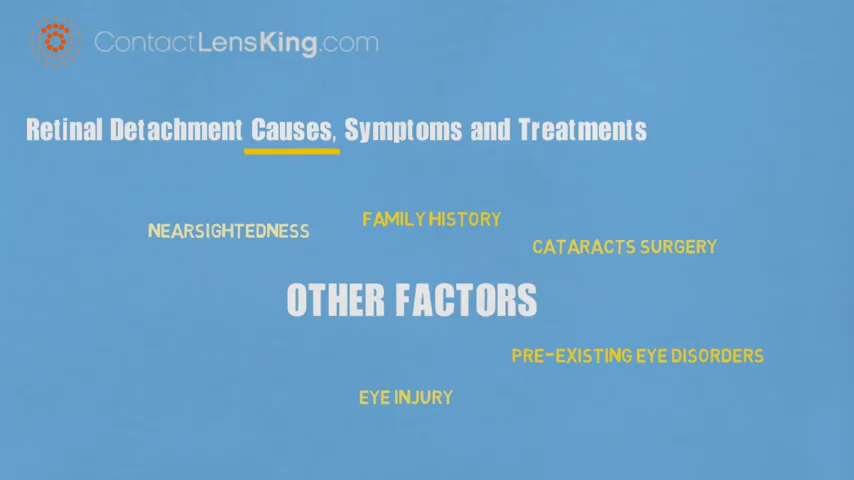 ContactLensKing.com
Retinal Detachment Causes, Symptoms and Treatments
FAMILY HISTORY
NEARSIGHTEDNESS
CATARACTS SURGERY
OTHER FACTORS
PRE-EXISTING EYE DISORDERS
EYE INJURY